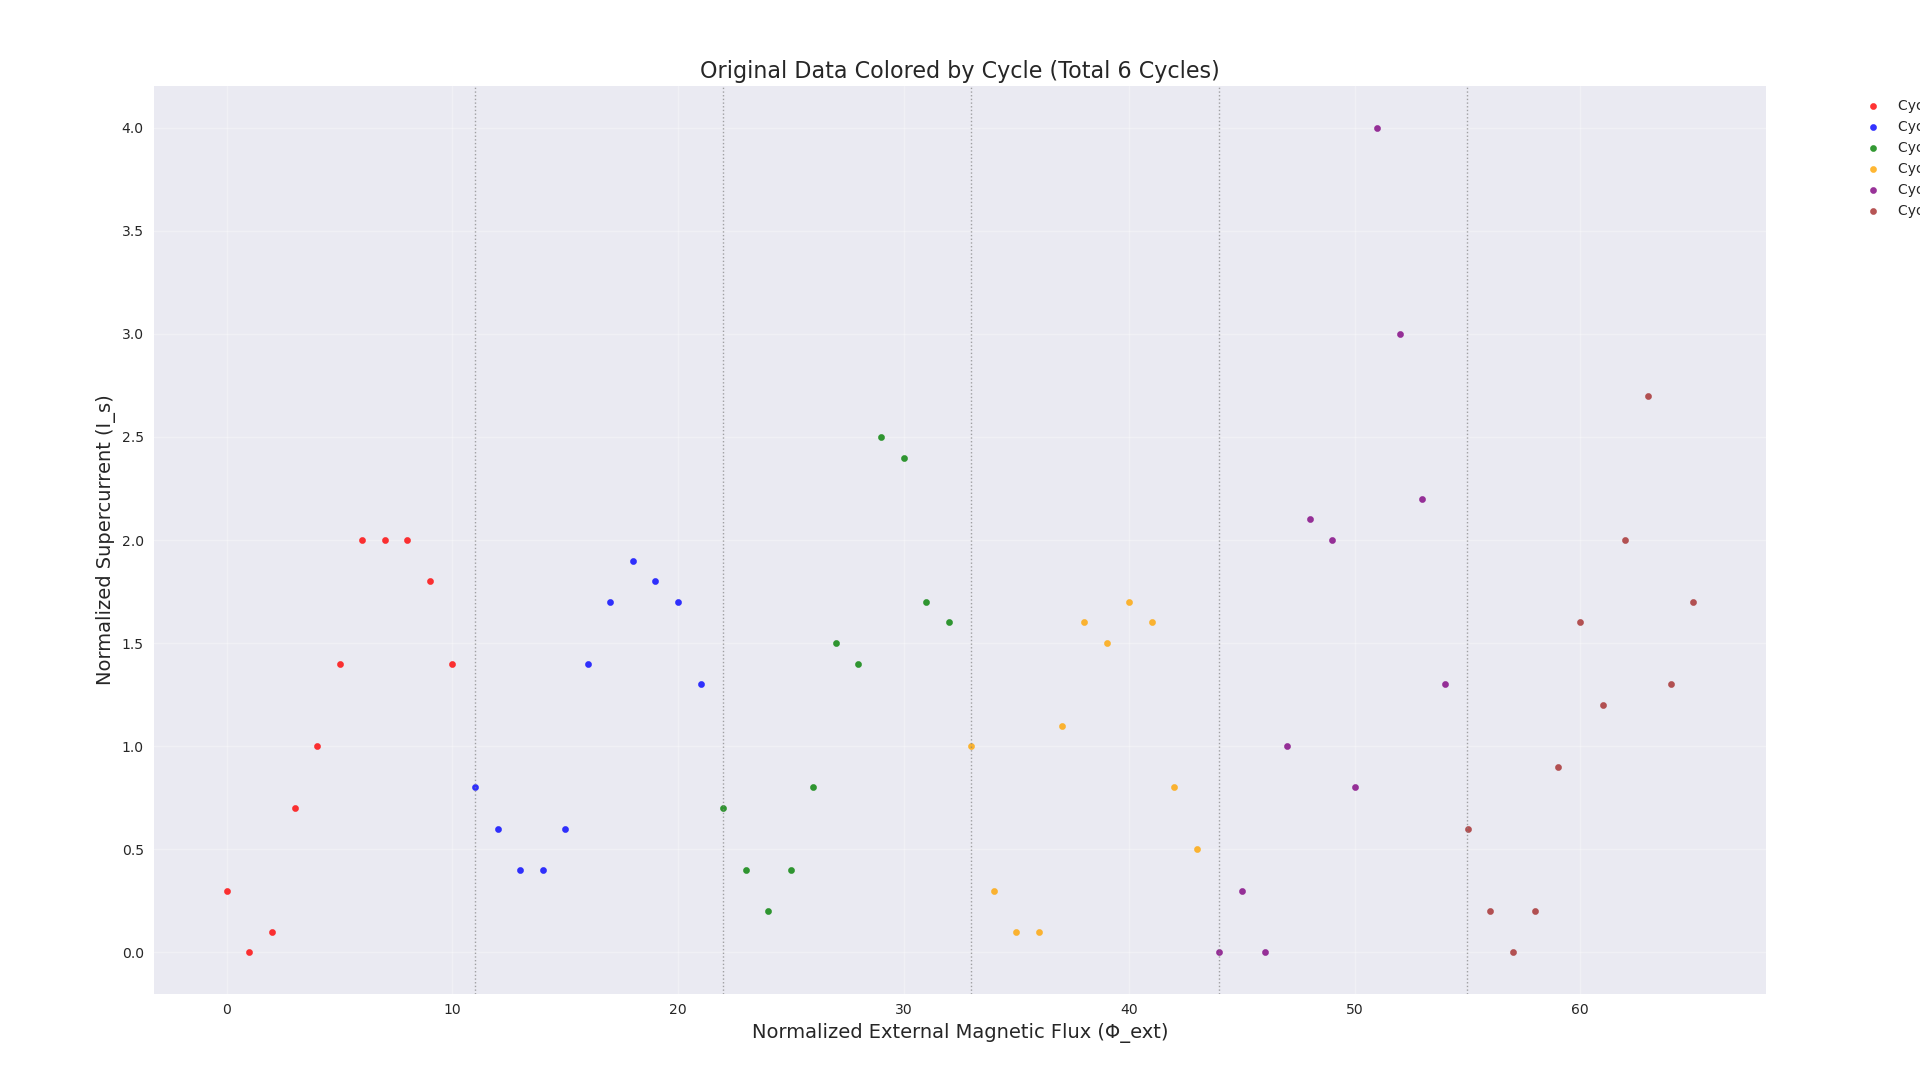 Original Data Colored by Cycle (Total 6 Cycles)
Normalized Supercurrent (I_s)
4.0
3.5
3.0
2.5
2.0
1.5
1.0
0.5
0.0
0 10 20 30 40 50 60
Normalized External Magnetic Flux (Φ_ext)
Cyc
Cyc
Cyc
Cyc
Cyc
Cyc